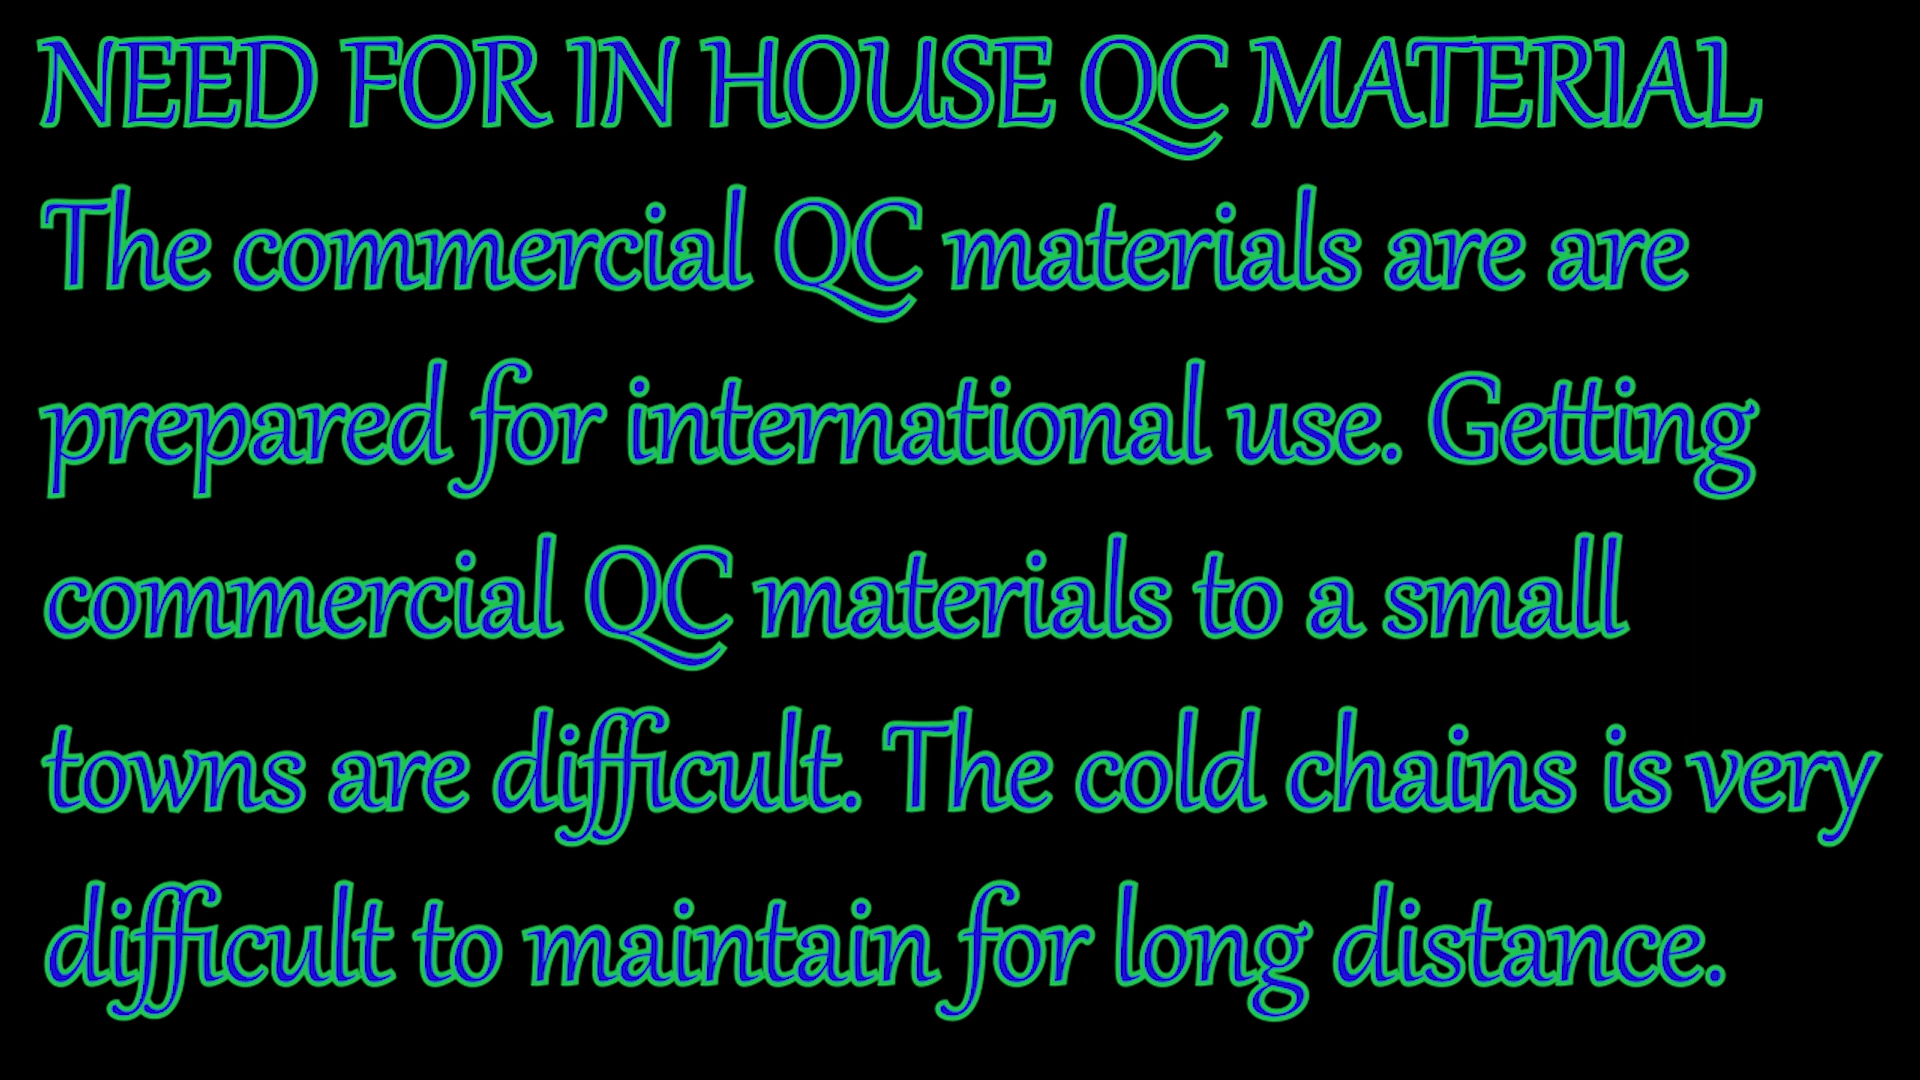 NEED FOR IN HOUSE QC MATERIAL
The commercial QC materials are are
prepared for international use. Getting
commercial QC materials to a small
towns are difficult. The cold chains is very
difficult to maintain for long distance.